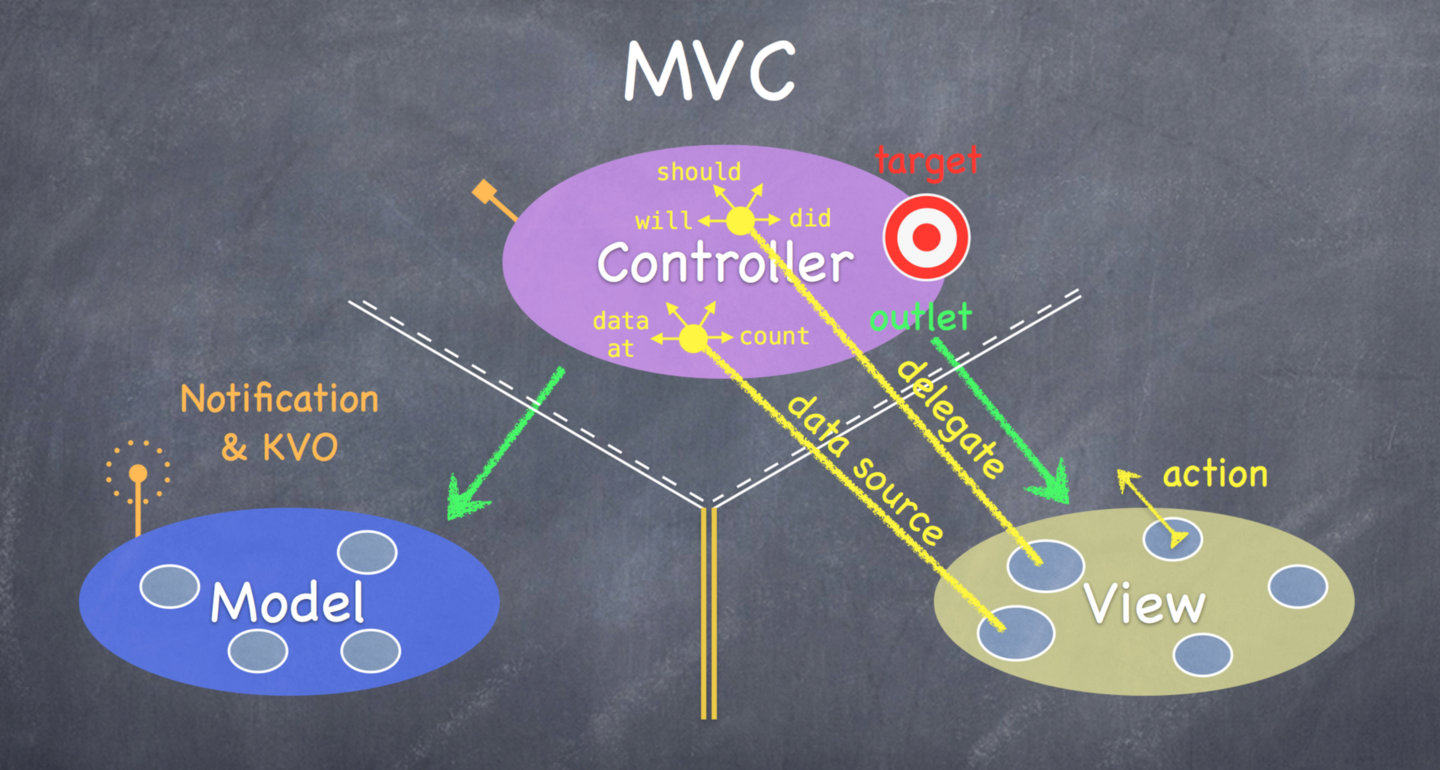 MVC
should
target
will
did
Controller
data
at
count
outlet
delegate
Notification
& KVO
data source
action
Model
View